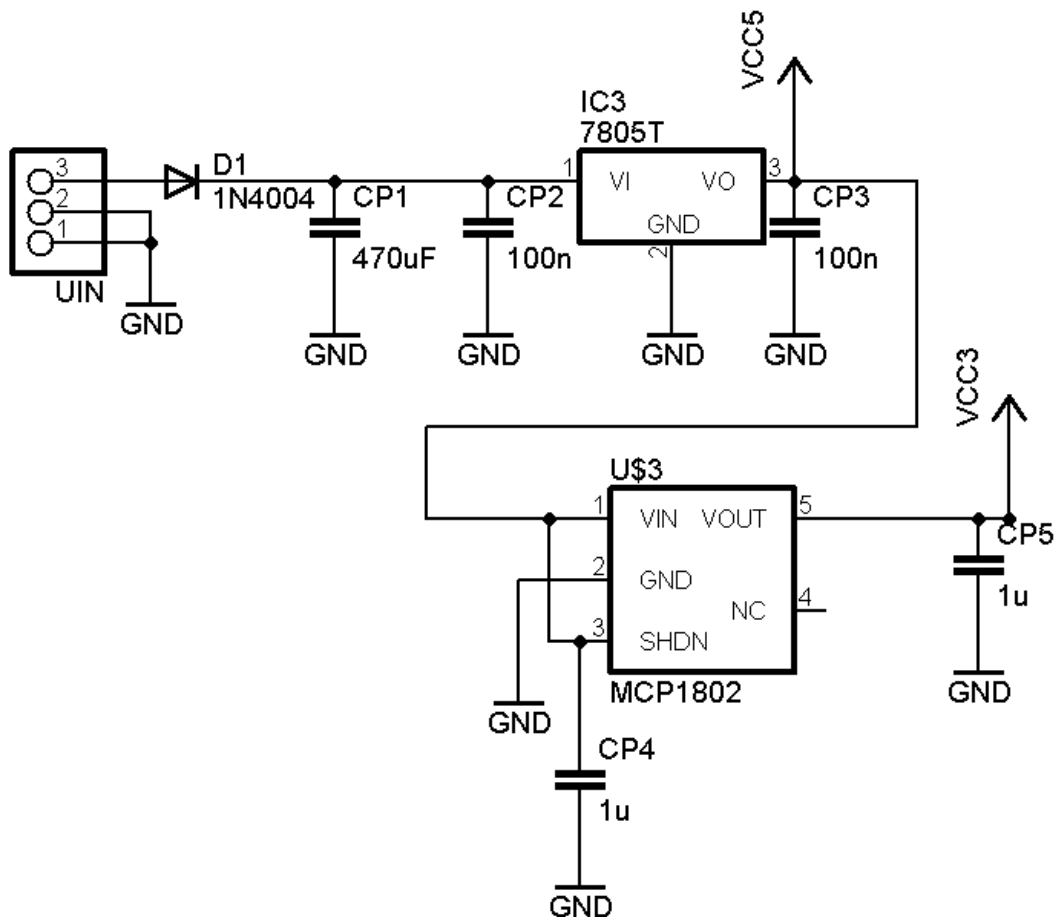 VCC5
IC3
7805T
3
2
1
UIN
GND
D1
1N4004
CP1
470uF
GND
CP2
100n
GND
1
VI
VO
GND
3
2
GND
CP3
100n
GND
VCC3
U$3
1
VIN
VOUT
5
2
GND
NC
4
3
SHDN
MCP1802
GND
CP4
1u
GND
CP5
1u
GND